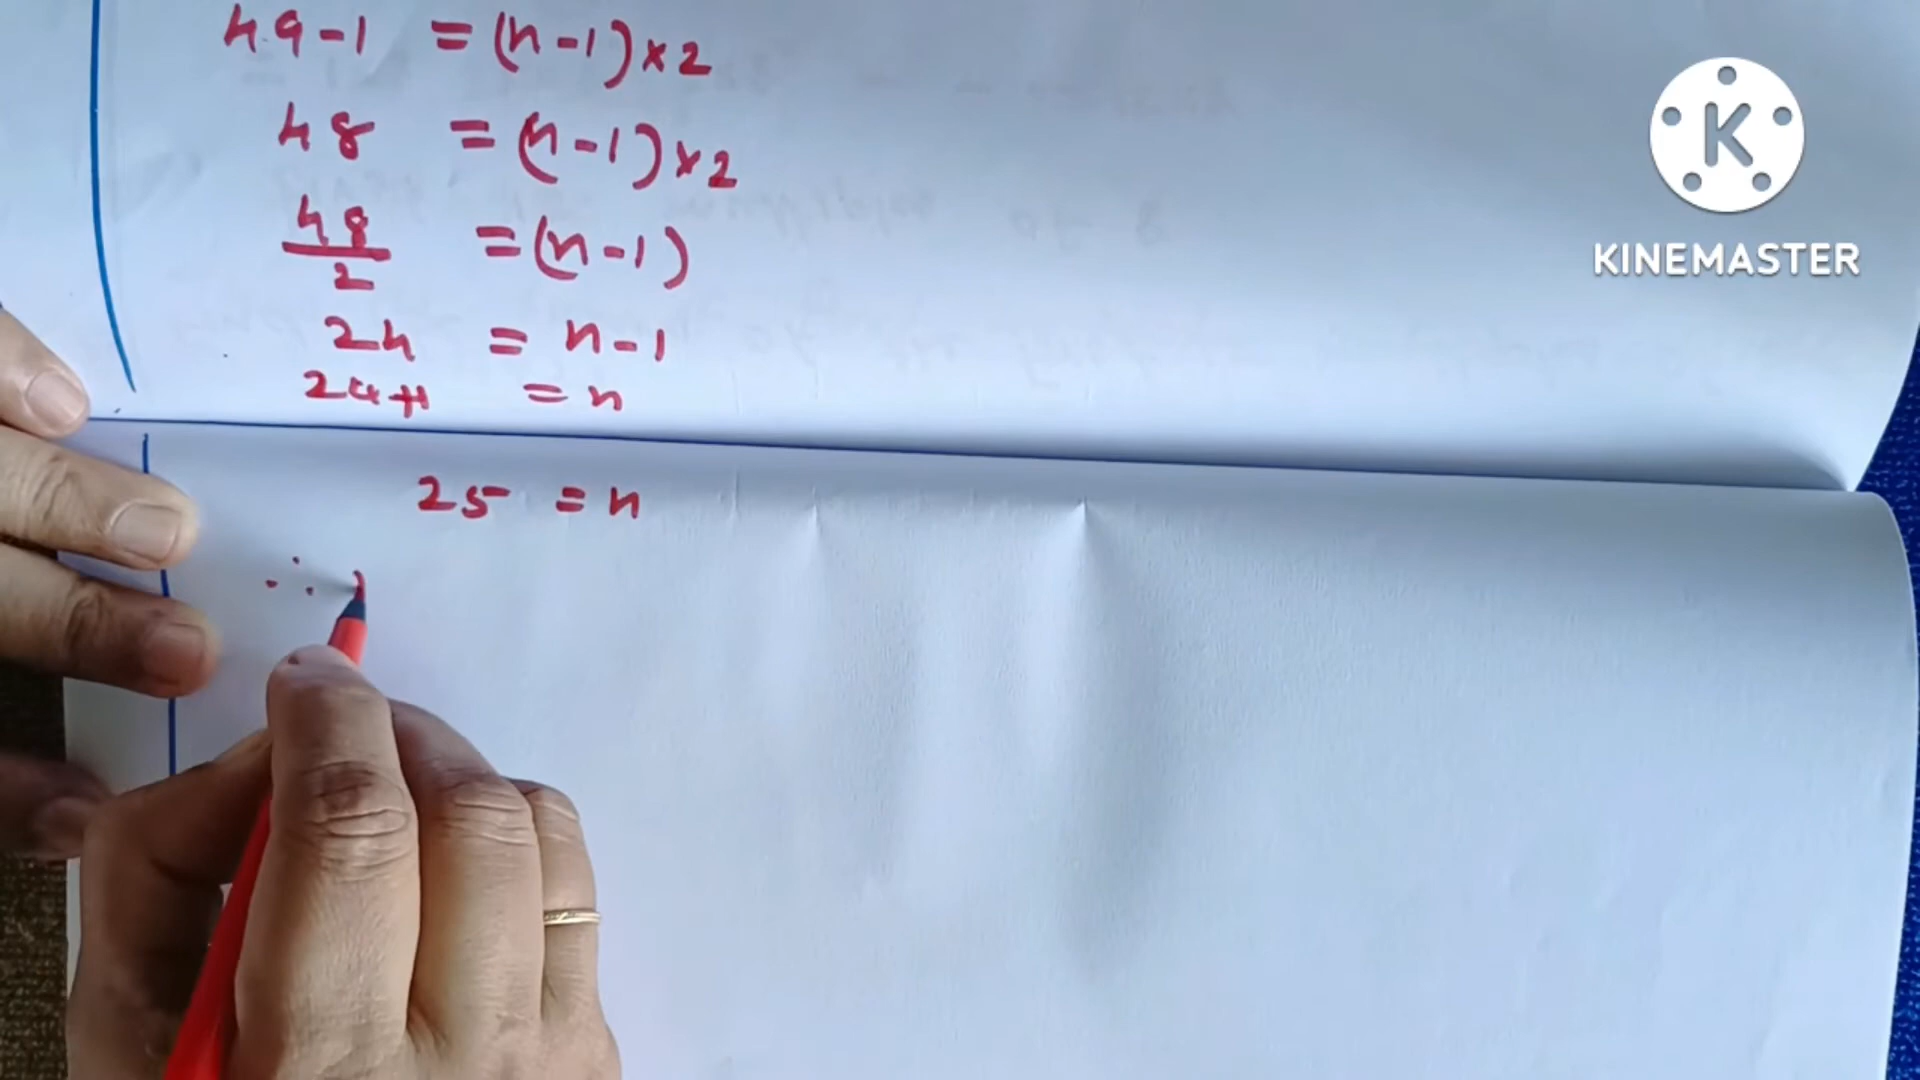 49-1 = (n-1)×2
48 = (n-1)×2
48/2 = (n-1)
24 = n-1
24+1 = n
25 = n
∴
K
KINEMASTER